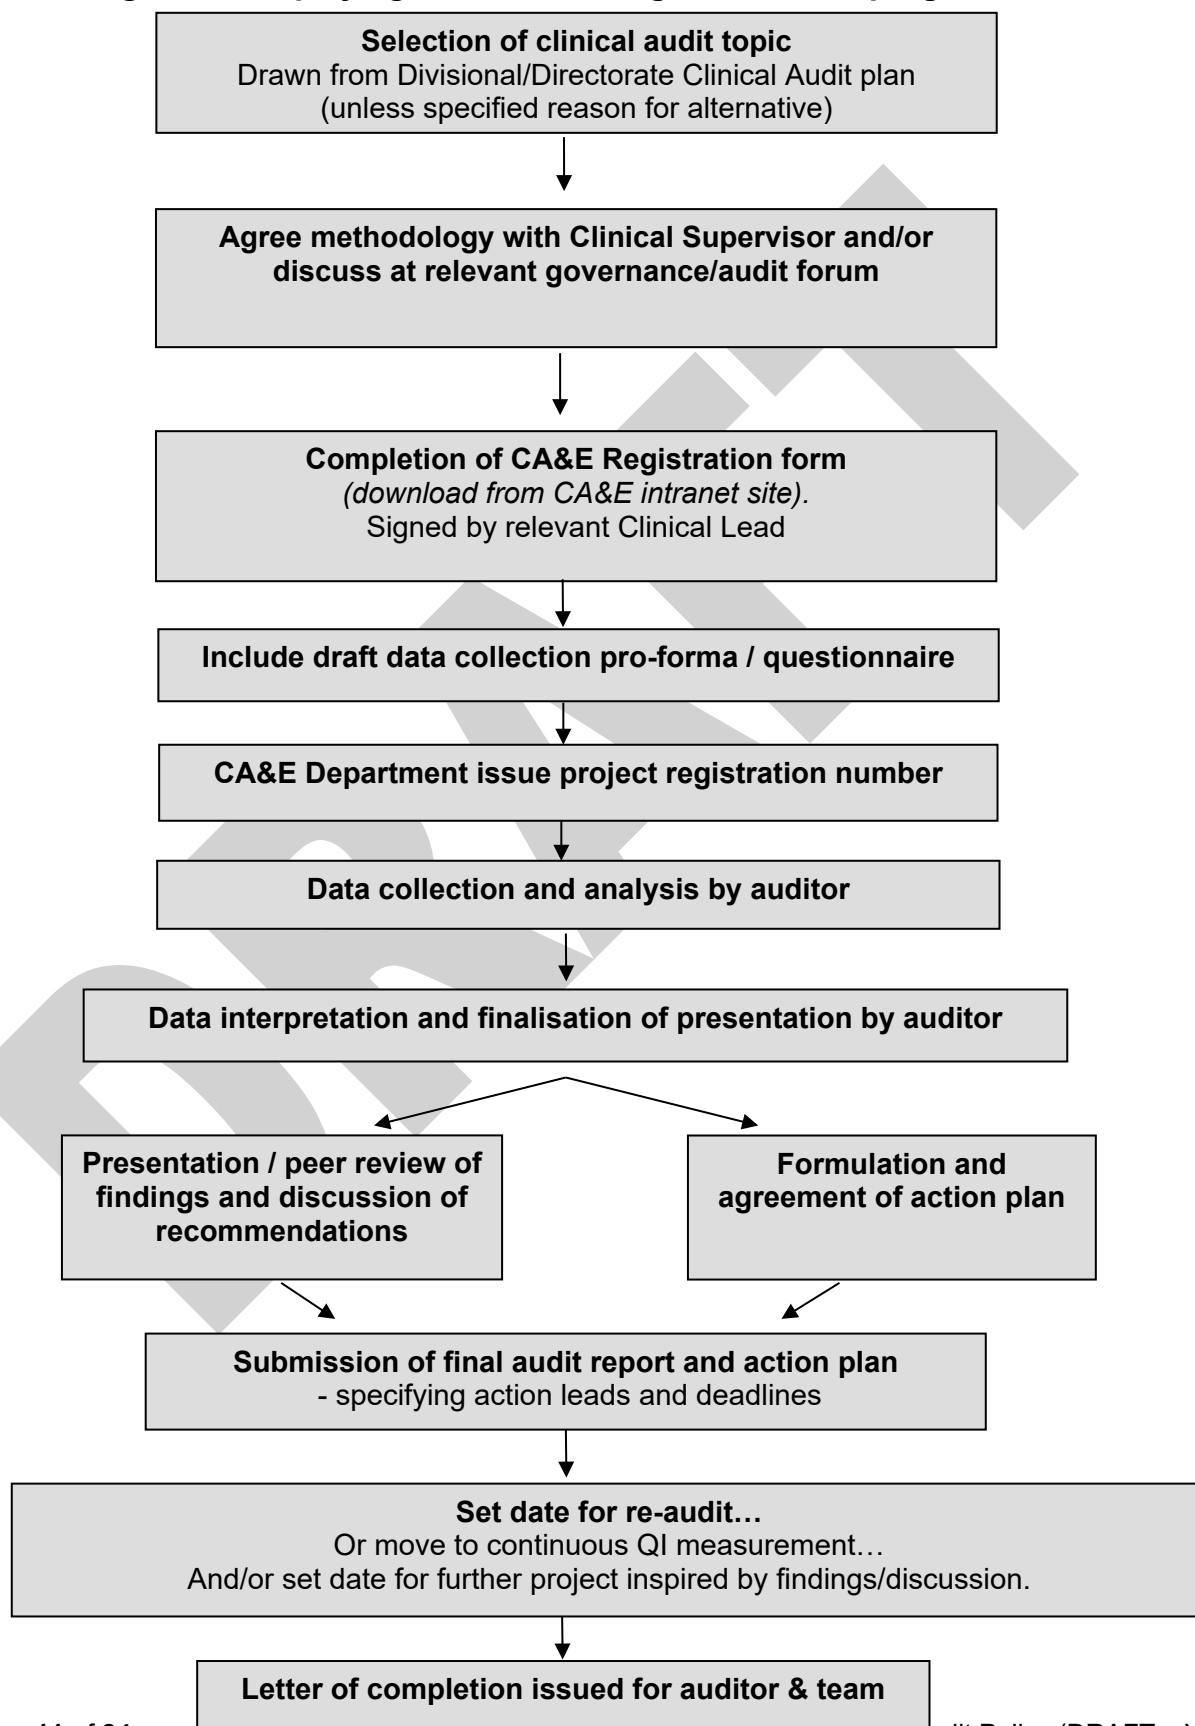 Selection of clinical audit topic
Drawn from Divisional/Directorate Clinical Audit plan
(unless specified reason for alternative)
Agree methodology with Clinical Supervisor and/or
discuss at relevant governance/audit forum
Completion of CA&E Registration form
(download from CA&E intranet site).
Signed by relevant Clinical Lead
Include draft data collection pro-forma / questionnaire
CA&E Department issue project registration number
Data collection and analysis by auditor
Data interpretation and finalisation of presentation by auditor
Presentation / peer review of
findings and discussion of
recommendations
Formulation and
agreement of action plan
Submission of final audit report and action plan
- specifying action leads and deadlines
Set date for re-audit…
Or move to continuous QI measurement…
And/or set date for further project inspired by findings/discussion.
Letter of completion issued for auditor & team
DRAFT